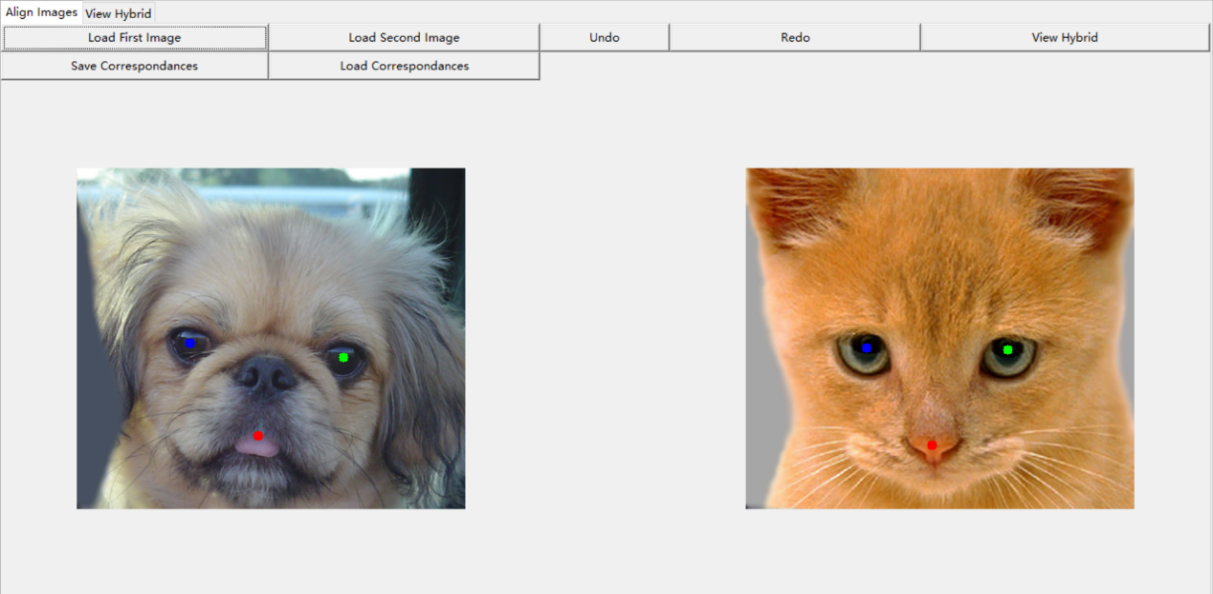 Align Images View Hybrid
Load First Image Load Second Image Undo Redo View Hybrid
Save Correspondances Load Correspondances